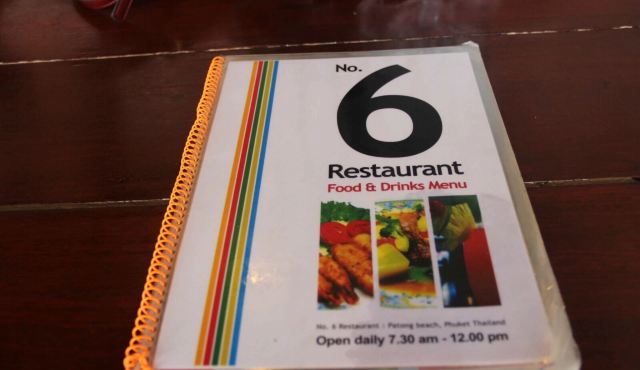 No.
6
Restaurant
Food & Drinks Menu
No. 6 Restaurant : Patong beach, Phuket Thailand
Open daily 7.30 am - 12.00 pm